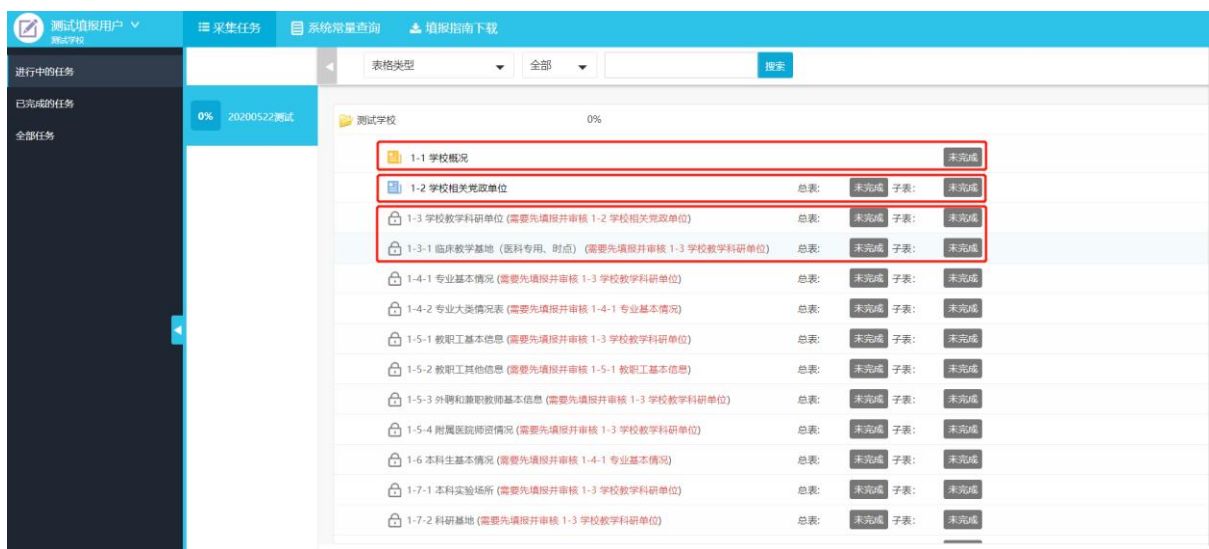 测试填报用户
测试学校
采集任务 系统常量查询 填报指南下载
进行中的任务
已完成的任务
全部任务
表格类型 全部 搜索
0% 20200522测试
测试学校 0%
1-1 学校概况 未完成
1-2 学校相关党政单位 总表: 未完成 子表: 未完成
1-3 学校教学科研单位 (需要先填报并审核 1-2 学校相关党政单位) 总表: 未完成 子表: 未完成
1-3-1 临床教学基地（医科专用、时点） (需要先填报并审核 1-3 学校教学科研单位) 总表: 未完成 子表: 未完成
1-4-1 专业基本情况 (需要先填报并审核 1-3 学校教学科研单位) 总表: 未完成 子表: 未完成
1-4-2 专业大类情况表 (需要先填报并审核 1-4-1 专业基本情况) 总表: 未完成 子表: 未完成
1-5-1 教职工基本信息 (需要先填报并审核 1-3 学校教学科研单位) 总表: 未完成 子表: 未完成
1-5-2 教职工其他信息 (需要先填报并审核 1-5-1 教职工基本信息) 总表: 未完成 子表: 未完成
1-5-3 外聘和兼职教师基本信息 (需要先填报并审核 1-3 学校教学科研单位) 总表: 未完成 子表: 未完成
1-5-4 附属医院师资情况 (需要先填报并审核 1-3 学校教学科研单位) 总表: 未完成 子表: 未完成
1-6 本科生基本情况 (需要先填报并审核 1-4-1 专业基本情况) 总表: 未完成 子表: 未完成
1-7-1 本科实验场所 (需要先填报并审核 1-3 学校教学科研单位) 总表: 未完成 子表: 未完成
1-7-2 科研基地 (需要先填报并审核 1-3 学校教学科研单位) 总表: 未完成 子表: 未完成